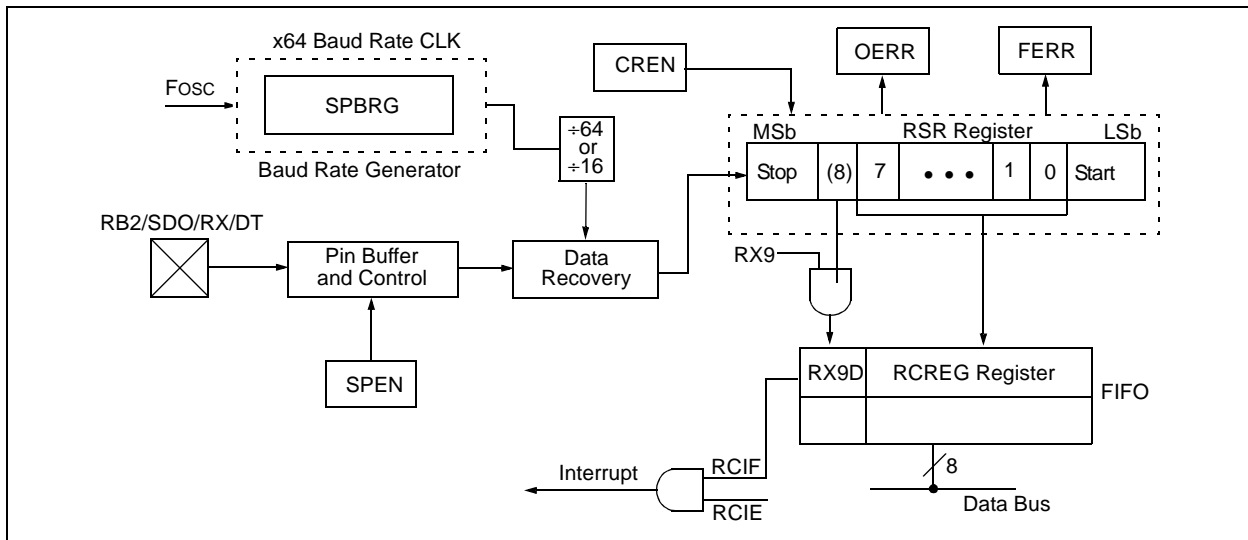 x64 Baud Rate CLK
FOSC
SPBRG
Baud Rate Generator
÷64
or
÷16
CREN
OERR
FERR
MSb
RSR Register
LSb
Stop
(8)
7
• • •
1
0
Start
RB2/SDO/RX/DT
Pin Buffer
and Control
Data
Recovery
SPEN
RX9
RX9D
RCREG Register
FIFO
8
Data Bus
Interrupt
RCIF
RCIE